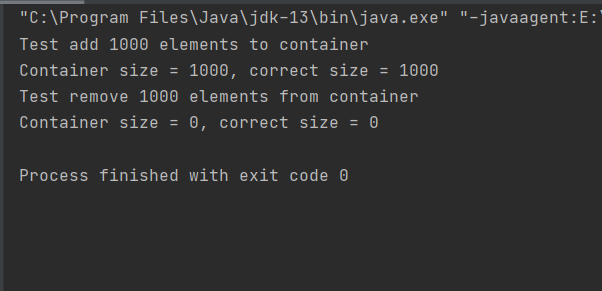 "C:\Program Files\Java\jdk-13\bin\java.exe" "-javaagent:E:\
Test add 1000 elements to container
Container size = 1000, correct size = 1000
Test remove 1000 elements from container
Container size = 0, correct size = 0
Process finished with exit code 0